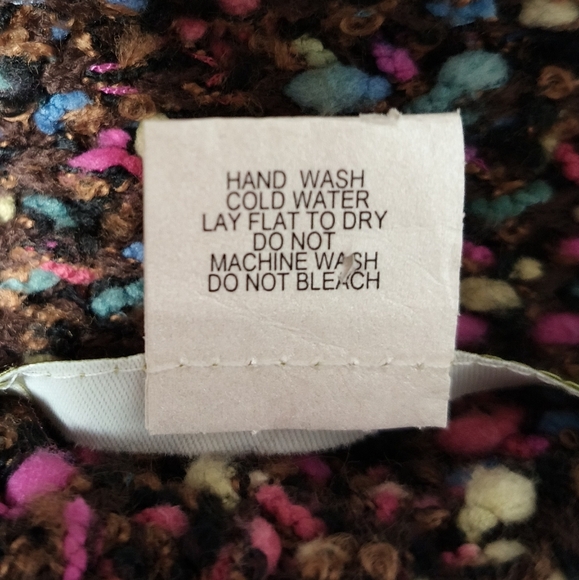 HAND WASH
COLD WATER
LAY FLAT TO DRY
DO NOT
MACHINE WASH
DO NOT BLEACH